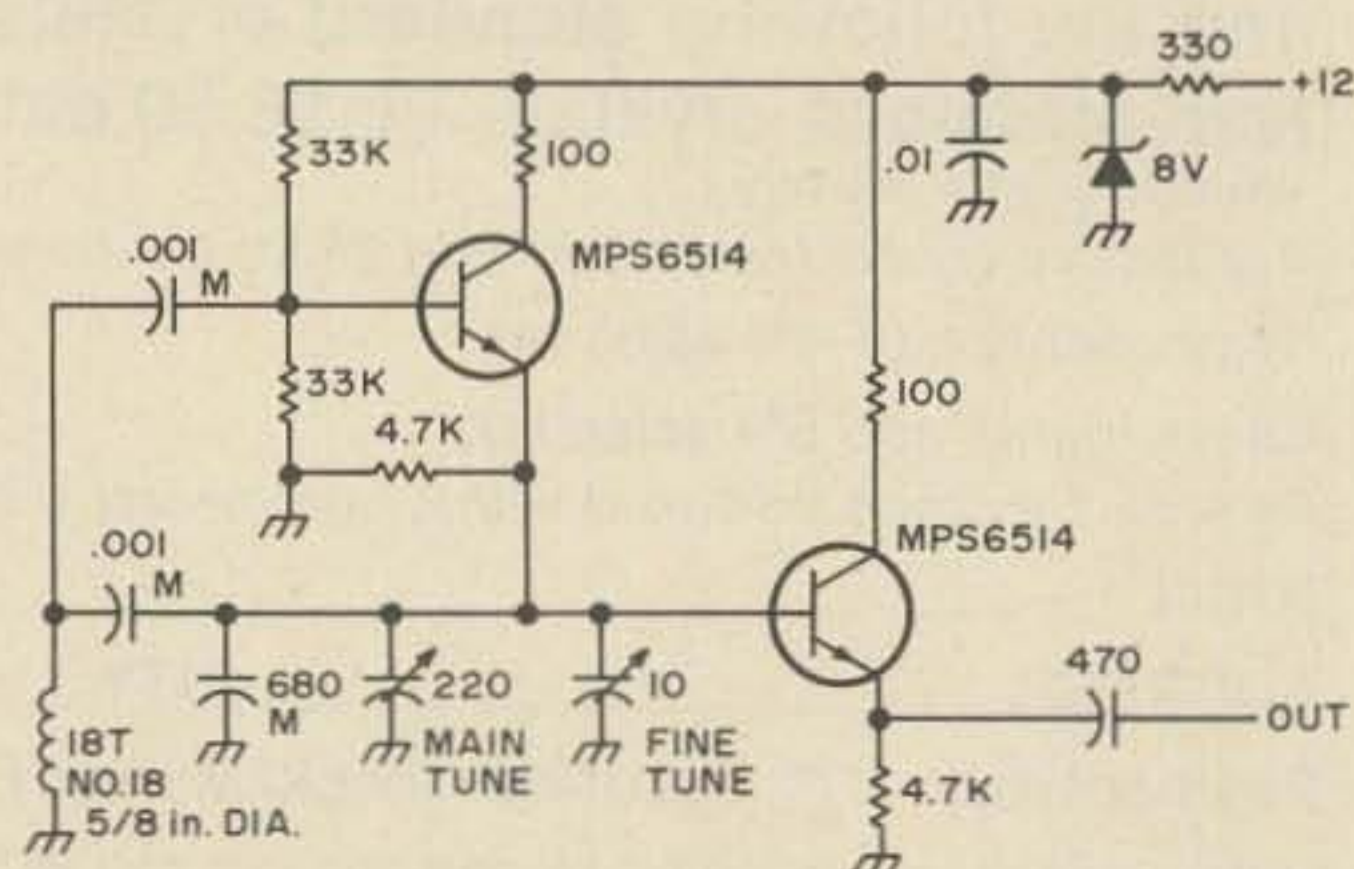 330
+12
33K
100
.01
8V
.001
M
MPS6514
33K
4.7K
100
MPS6514
.001
M
680
M
220
MAIN
TUNE
10
FINE
TUNE
470
OUT
18T
NO.18
5/8 in. DIA.
4.7K